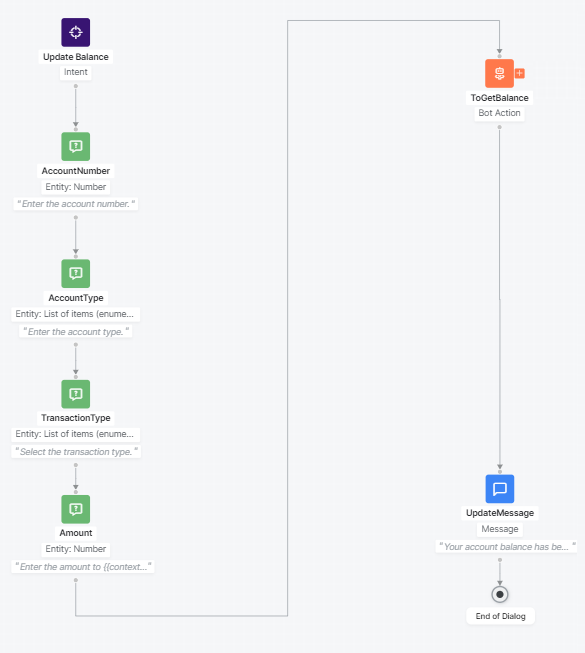 Update Balance
Intent
AccountNumber
Entity: Number
"Enter the account number."
AccountType
Entity: List of items (enume...
"Enter the account type."
TransactionType
Entity: List of items (enume...
"Select the transaction type."
Amount
Entity: Number
"Enter the amount to {{context..."
ToGetBalance
Bot Action
UpdateMessage
Message
"Your account balance has be..."
End of Dialog